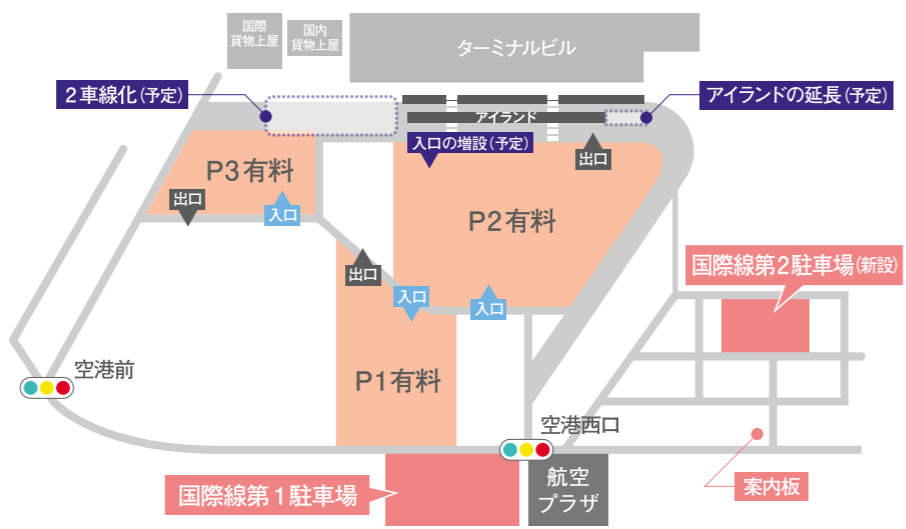 国際
貨物上屋
国内
貨物上屋
ターミナルビル
2車線化(予定)
アイランドの延長(予定)
アイランド
入口の増設(予定)
出口
P3有料
出口
入口
P2有料
出口
入口
入口
国際線第2駐車場(新設)
P1有料
空港前
空港西口
国際線第1駐車場
航空
プラザ
案内板